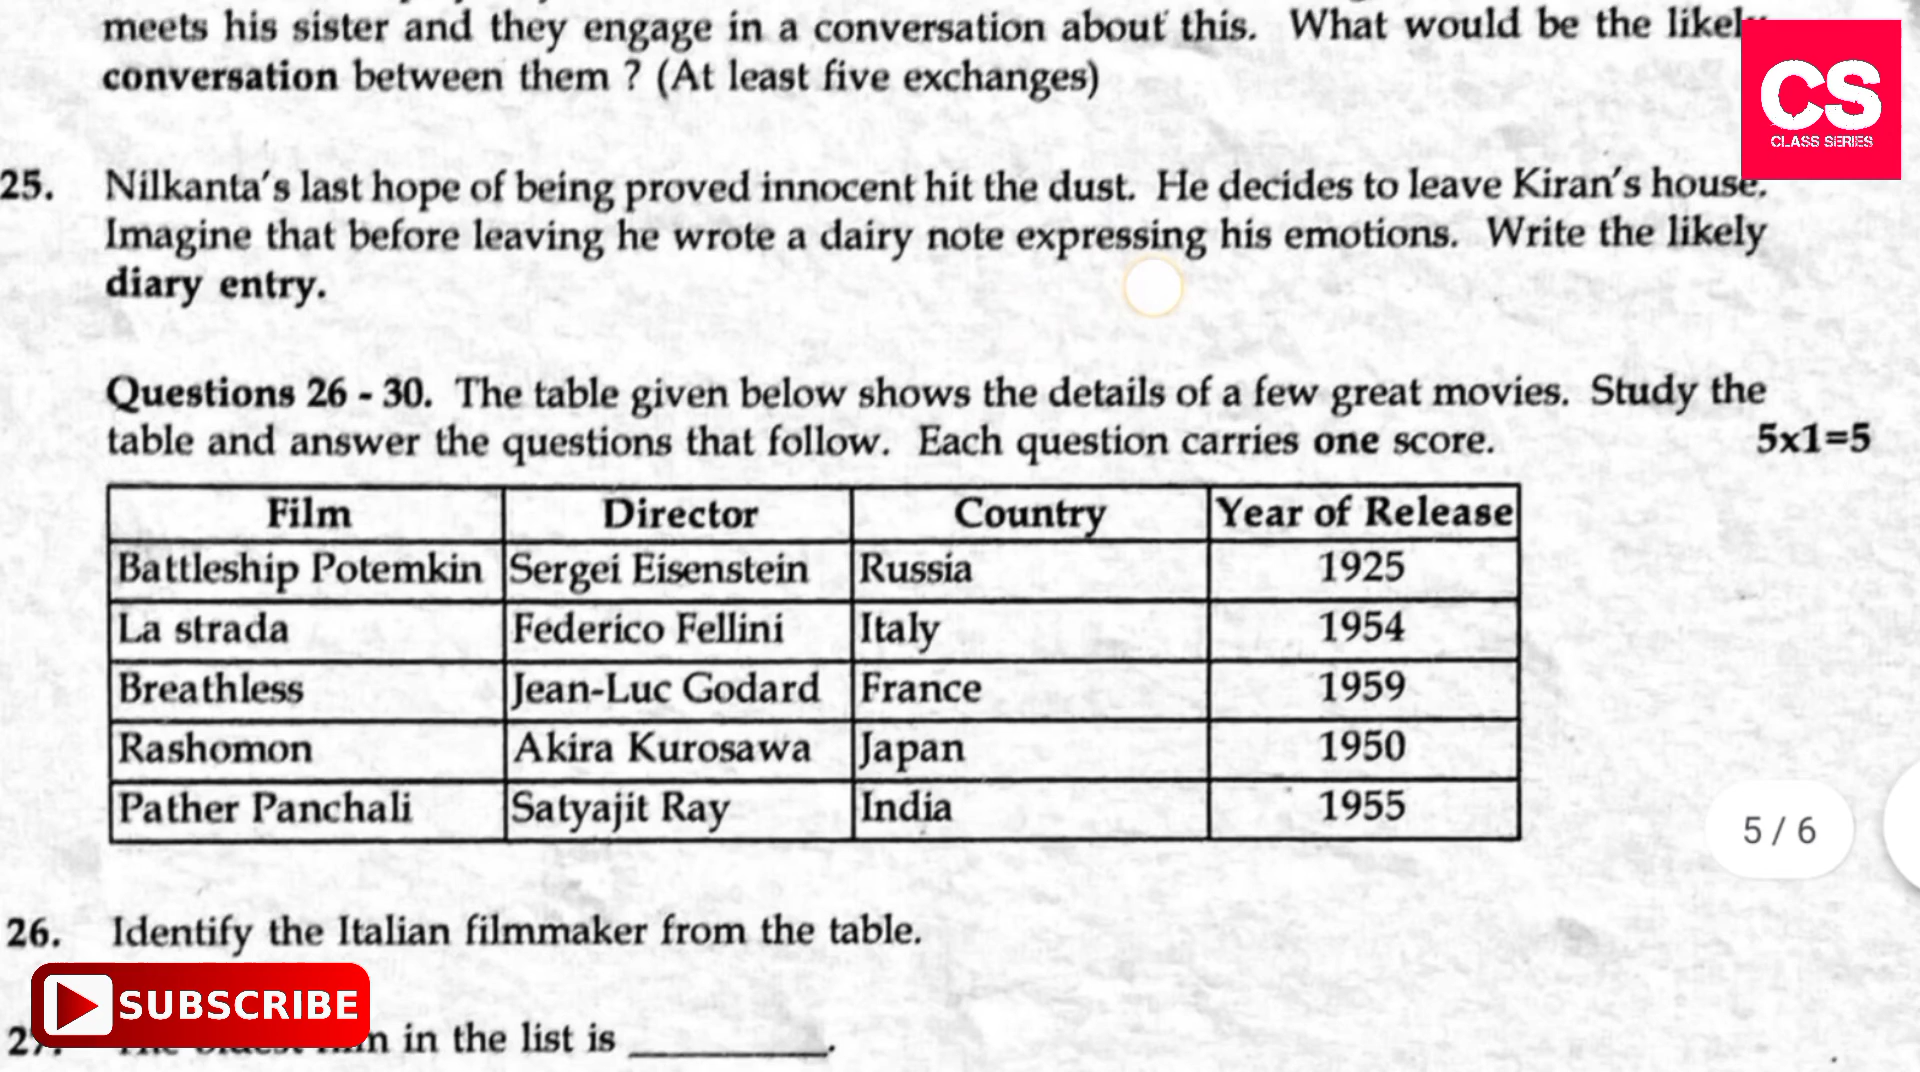 meets his sister and they engage in a conversation about this. What would be the likely
conversation between them ? (At least five exchanges)
CS
CLASS SERIES
25. Nilkanta's last hope of being proved innocent hit the dust. He decides to leave Kiran's house.
Imagine that before leaving he wrote a dairy note expressing his emotions. Write the likely
diary entry.
Questions 26 - 30. The table given below shows the details of a few great movies. Study the
table and answer the questions that follow. Each question carries one score. 5x1=5
Film Director Country Year of Release
Battleship Potemkin Sergei Eisenstein Russia 1925
La strada Federico Fellini Italy 1954
Breathless Jean-Luc Godard France 1959
Rashomon Akira Kurosawa Japan 1950
Pather Panchali Satyajit Ray India 1955
5 / 6
26. Identify the Italian filmmaker from the table.
SUBSCRIBE
27. The oldest film in the list is ________.